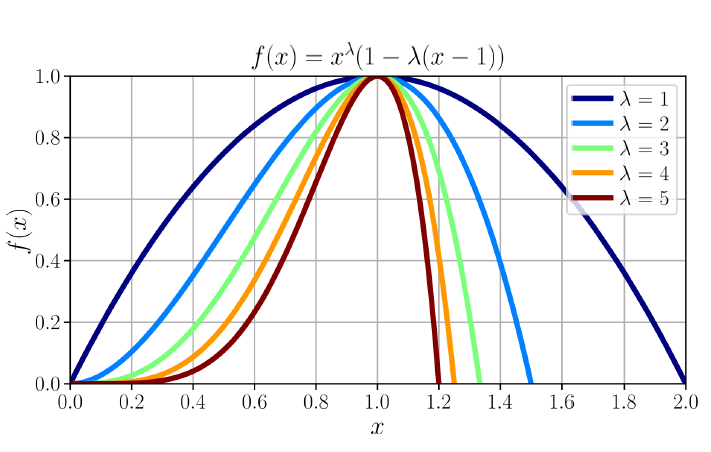 f(x) = x^λ(1 − λ(x − 1))
1.0
0.8
0.6
0.4
0.2
0.0
f(x)
λ = 1
λ = 2
λ = 3
λ = 4
λ = 5
0.0 0.2 0.4 0.6 0.8 1.0 1.2 1.4 1.6 1.8 2.0
x